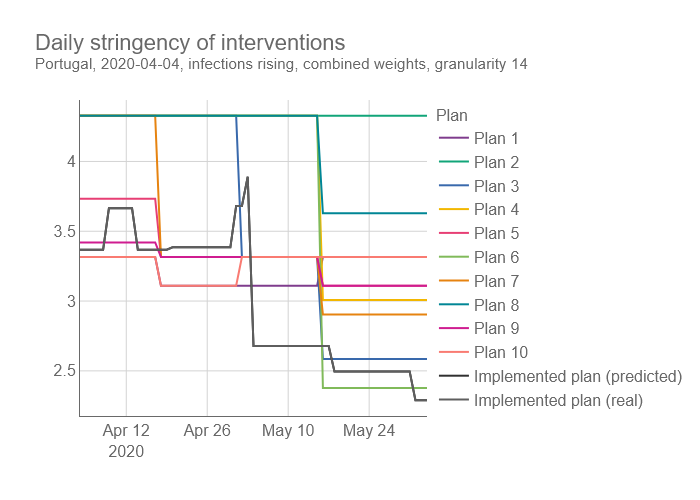 Daily stringency of interventions
Portugal, 2020-04-04, infections rising, combined weights, granularity 14
Plan
Plan 1
Plan 2
Plan 3
Plan 4
Plan 5
Plan 6
Plan 7
Plan 8
Plan 9
Plan 10
Implemented plan (predicted)
Implemented plan (real)
4
3.5
3
2.5
Apr 12 Apr 26 May 10 May 24
2020